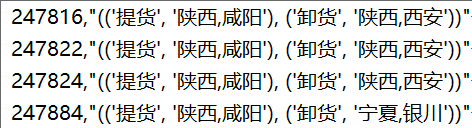 247816,"(('提货', '陕西,咸阳'), ('卸货', '陕西,西安'))"
247822,"(('提货', '陕西,咸阳'), ('卸货', '陕西,西安'))"
247824,"(('提货', '陕西,咸阳'), ('卸货', '陕西,西安'))"
247884,"(('提货', '陕西,咸阳'), ('卸货', '宁夏,银川'))"